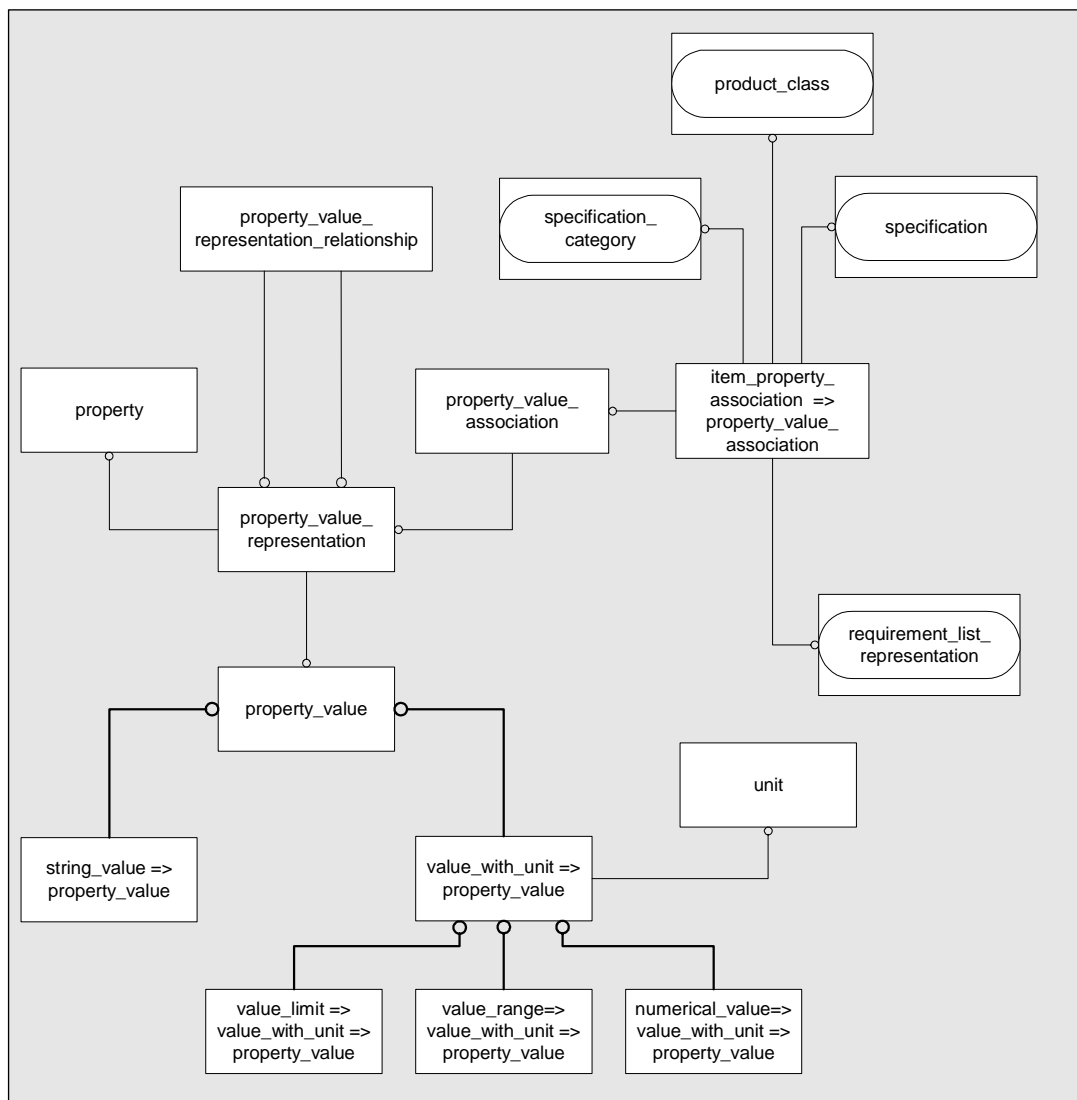 product_class
specification_
category
specification
property_value_
representation_relationship
property
property_value_
association
item_property_
association  =>
property_value_
association
property_value_
representation
requirement_list_
representation
property_value
unit
string_value =>
property_value
value_with_unit =>
property_value
value_limit =>
value_with_unit =>
property_value
value_range=>
value_with_unit =>
property_value
numerical_value=>
value_with_unit =>
property_value